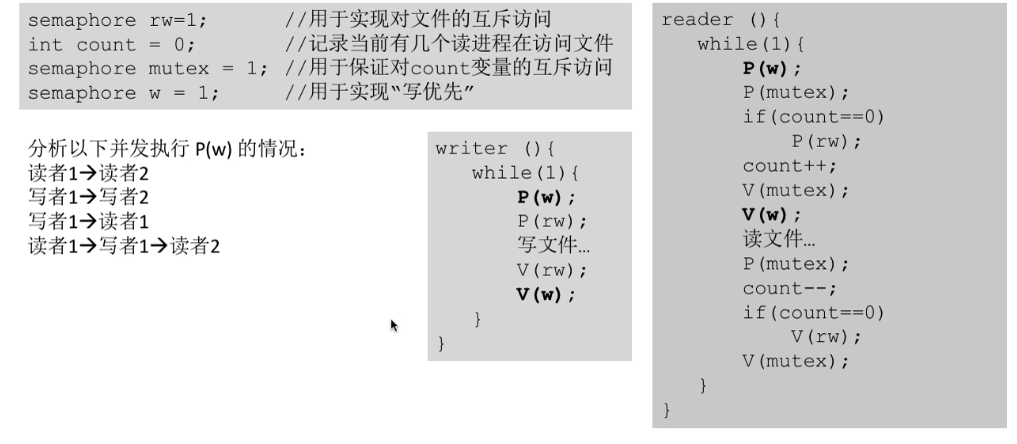 semaphore rw=1;          //用于实现对文件的互斥访问
int count = 0;           //记录当前有几个读进程在访问文件
semaphore mutex = 1; //用于保证对count变量的互斥访问
semaphore w = 1;       //用于实现“写优先”
分析以下并发执行 P(w) 的情况：
读者1→读者2
写者1→写者2
写者1→读者1
读者1→写者1→读者2
writer (){
while(1){
P(w);
P(rw);
写文件…
V(rw);
V(w);
}
}
reader (){
while(1){
P(w);
P(mutex);
if(count==0)
P(rw);
count++;
V(mutex);
V(w);
读文件…
P(mutex);
count--;
if(count==0)
V(rw);
V(mutex);
}
}